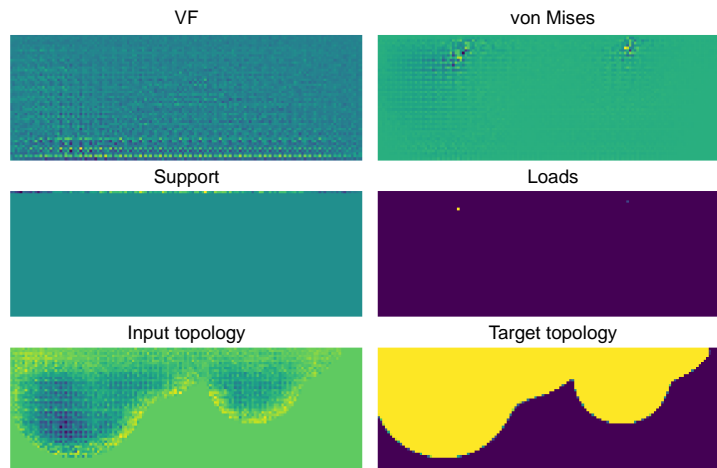 VF
von Mises
Support
Loads
Input topology
Target topology